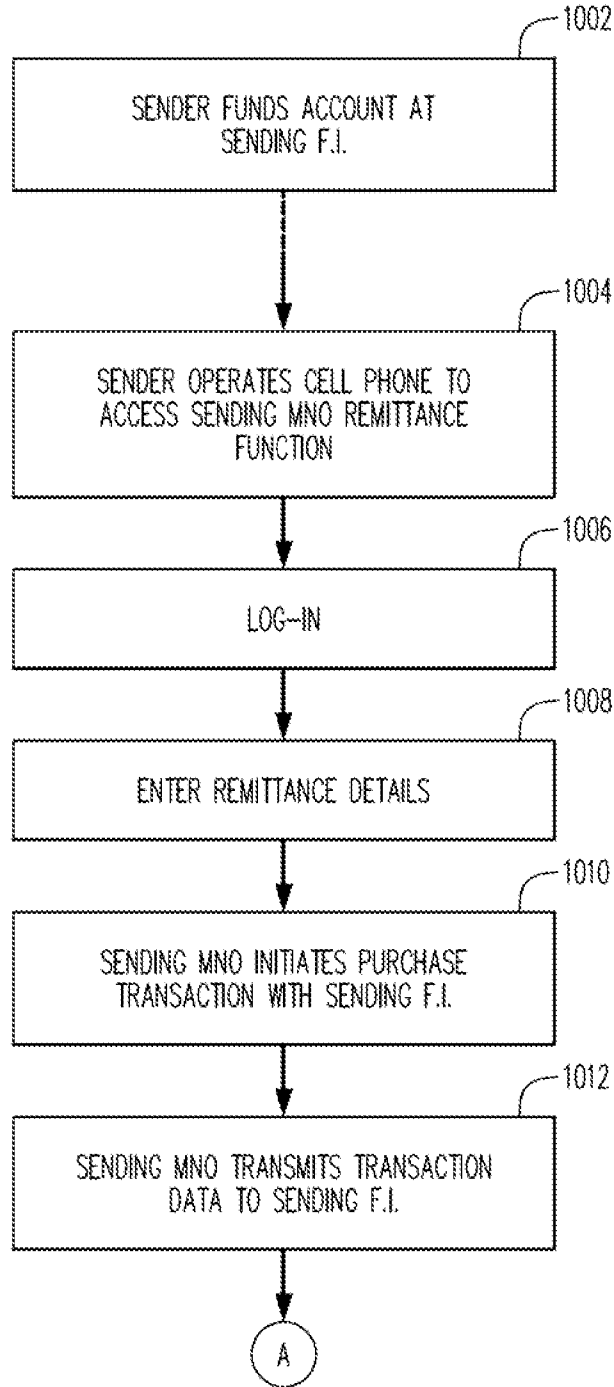 1002
SENDER FUNDS ACCOUNT AT
SENDING F.I.
1004
SENDER OPERATES CELL PHONE TO
ACCESS SENDING MNO REMITTANCE
FUNCTION
1006
LOG-IN
1008
ENTER REMITTANCE DETAILS
1010
SENDING MNO INITIATES PURCHASE
TRANSACTION WITH SENDING F.I.
1012
SENDING MNO TRANSMITS TRANSACTION
DATA TO SENDING F.I.
A